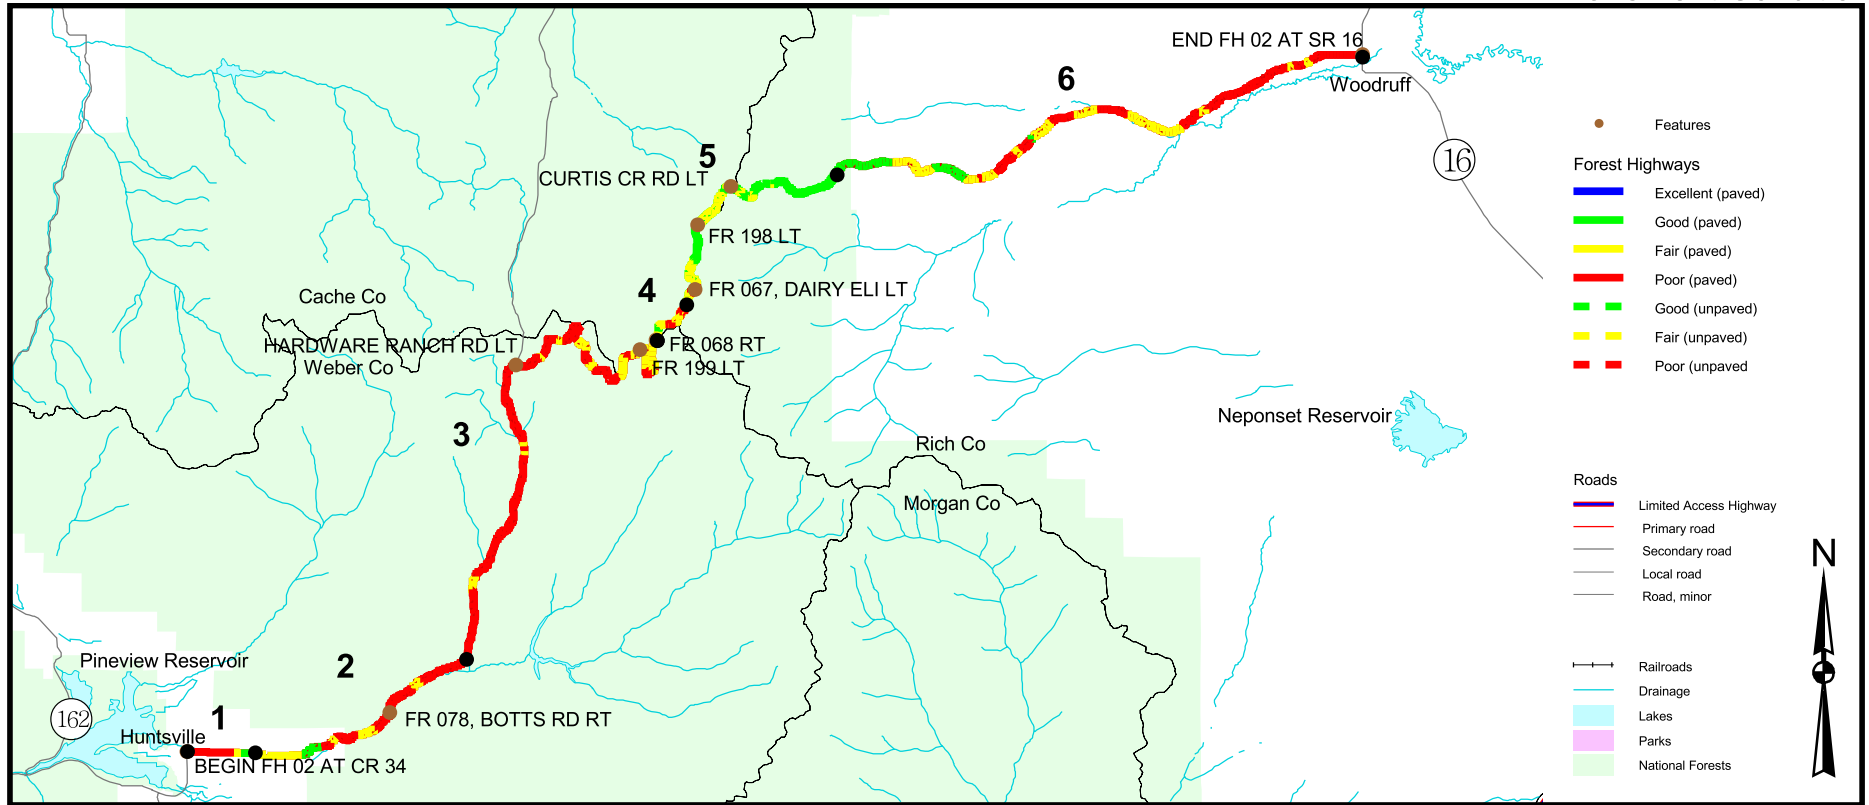 END FH 02 AT SR 16
6
Woodruff
16
5
CURTIS CR RD LT
FR 198 LT
4
FR 067, DAIRY ELI LT
Cache Co
HARDWARE RANCH RD LT
Weber Co
FR 068 RT
FR 199 LT
3
Neponset Reservoir
Rich Co
Morgan Co
2
Pineview Reservoir
162
1
Huntsville
FR 078, BOTTS RD RT
BEGIN FH 02 AT CR 34
Features
Forest Highways
Excellent (paved)
Good (paved)
Fair (paved)
Poor (paved)
Good (unpaved)
Fair (unpaved)
Poor (unpaved
Roads
Limited Access Highway
Primary road
Secondary road
Local road
Road, minor
N
Railroads
Drainage
Lakes
Parks
National Forests